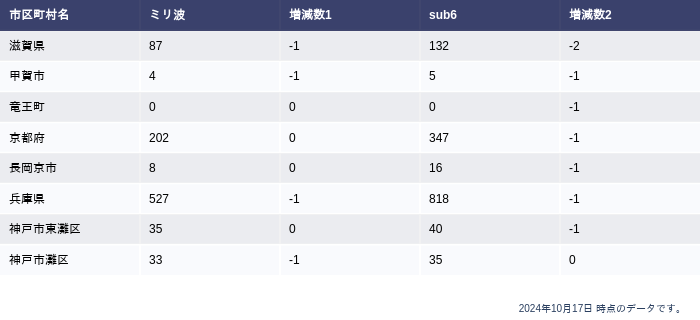 市区町村名 ミリ波 増減数1 sub6 増減数2
滋賀県 87 -1 132 -2
甲賀市 4 -1 5 -1
竜王町 0 0 0 -1
京都府 202 0 347 -1
長岡京市 8 0 16 -1
兵庫県 527 -1 818 -1
神戸市東灘区 35 0 40 -1
神戸市灘区 33 -1 35 0
2024年10月17日 時点のデータです。